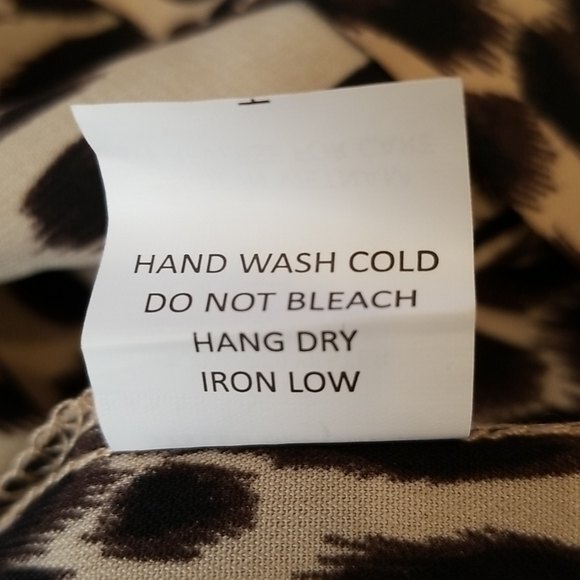 HAND WASH COLD
DO NOT BLEACH
HANG DRY
IRON LOW